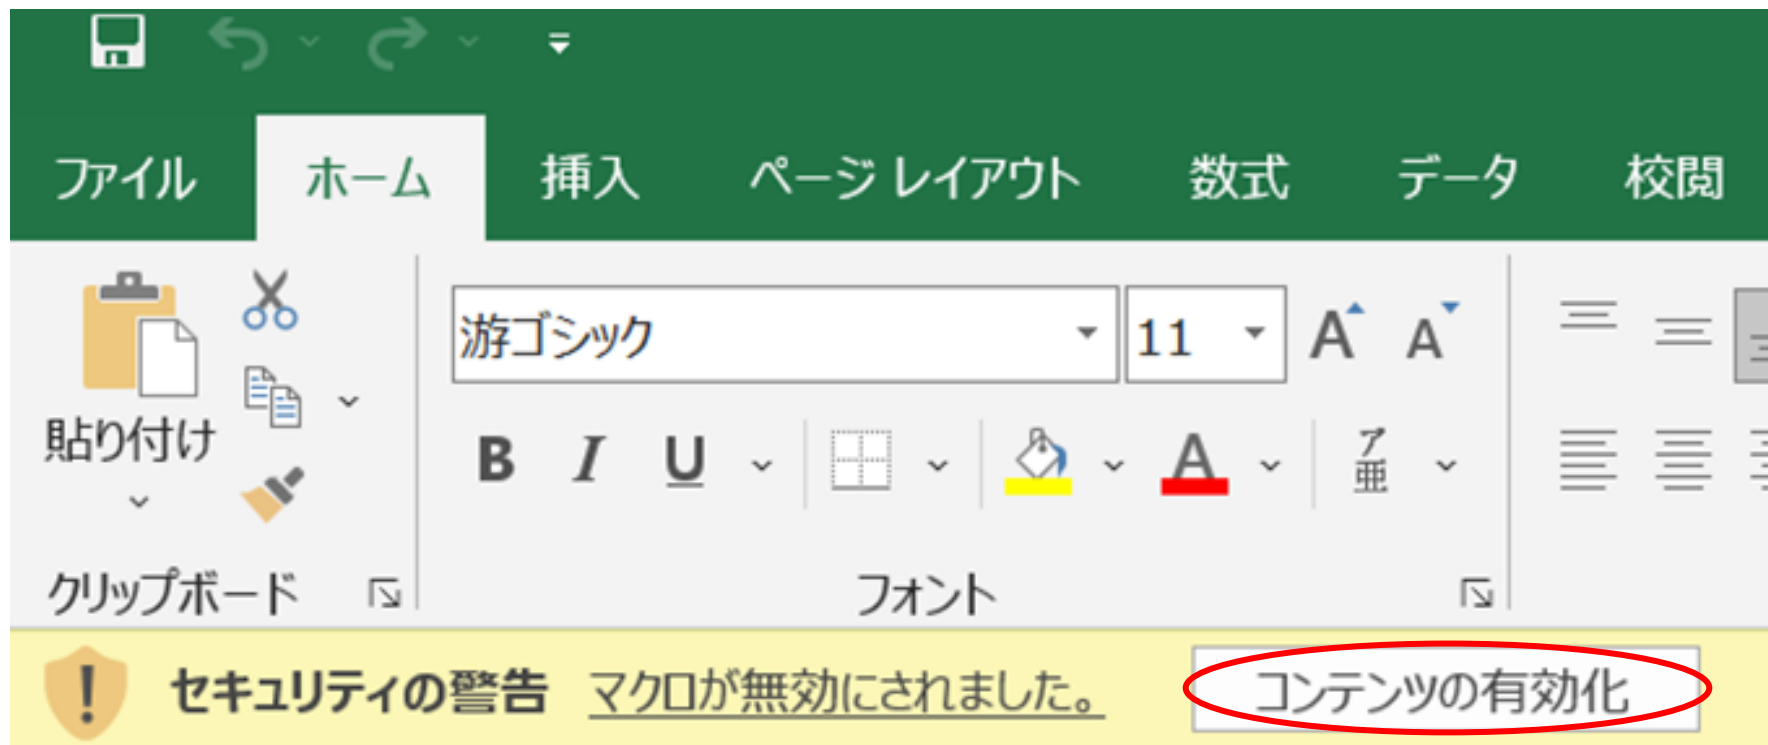 ファイル ホーム 挿入 ページ レイアウト 数式 データ 校閲
游ゴシック 11 A A
貼り付け B I U A ア亜
クリップボード フォント
セキュリティの警告 マクロが無効にされました。 コンテンツの有効化